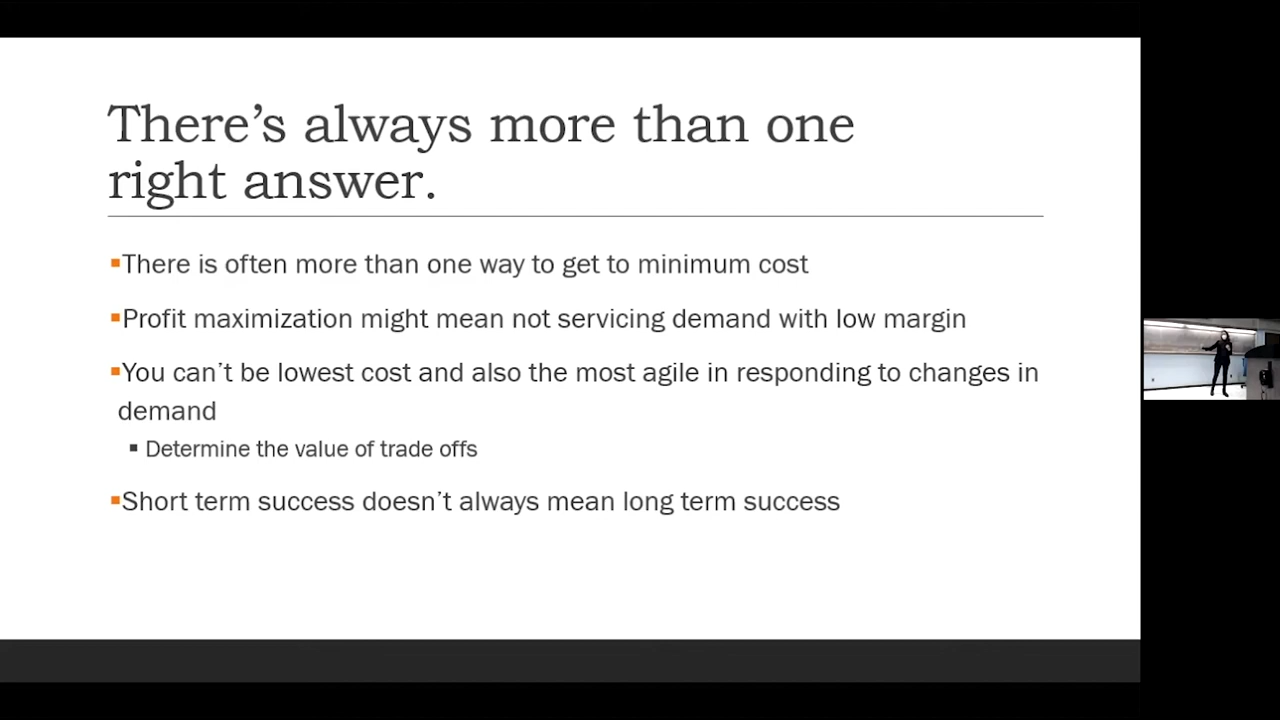 There’s always more than one
right answer.
▪There is often more than one way to get to minimum cost
▪Profit maximization might mean not servicing demand with low margin
▪You can’t be lowest cost and also the most agile in responding to changes in
demand
▪ Determine the value of trade offs
▪Short term success doesn’t always mean long term success